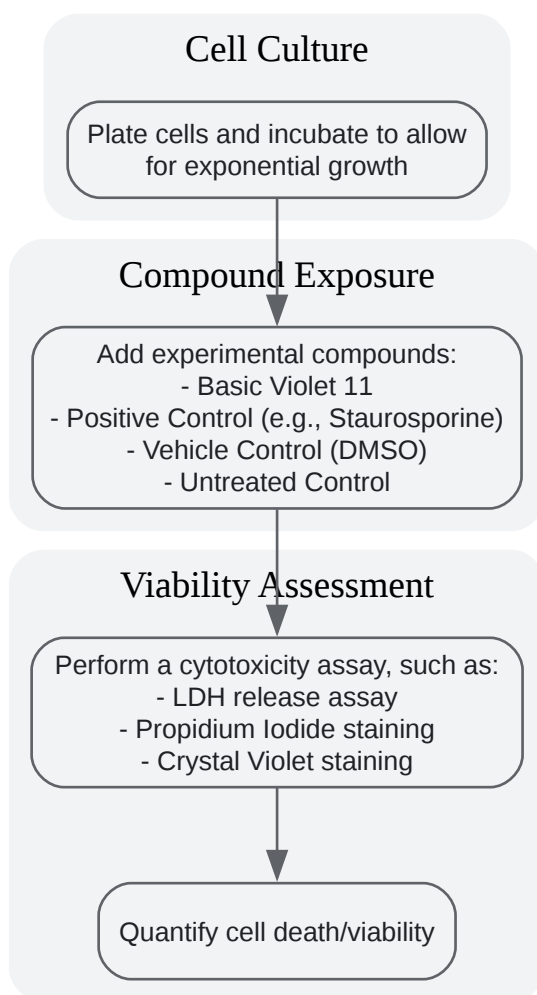 Cell Culture
Plate cells and incubate to allow
for exponential growth
Compound Exposure
Add experimental compounds:
- Basic Violet 11
- Positive Control (e.g., Staurosporine)
- Vehicle Control (DMSO)
- Untreated Control
Viability Assessment
Perform a cytotoxicity assay, such as:
- LDH release assay
- Propidium Iodide staining
- Crystal Violet staining
Quantify cell death/viability